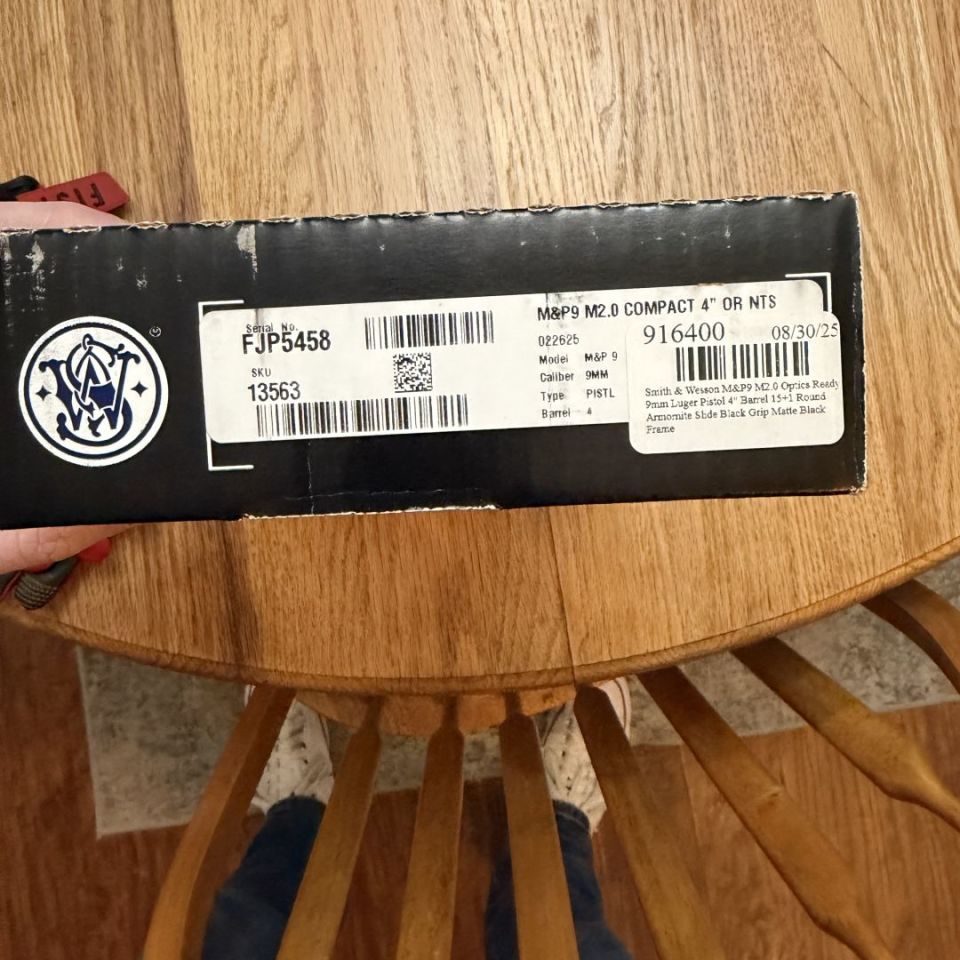 FIS
®
SW
Serial No.
FJP5458
SKU
13563
M&P9 M2.0 COMPACT 4" OR NTS
022625
Model M&P 9
Caliber 9MM
Type PISTL
Barrel 4
916400 08/30/25
Smith & Wesson M&P9 M2.0 Optics Ready
9mm Luger Pistol 4" Barrel 15+1 Round
Armornite Slide Black Grip Matte Black
Frame